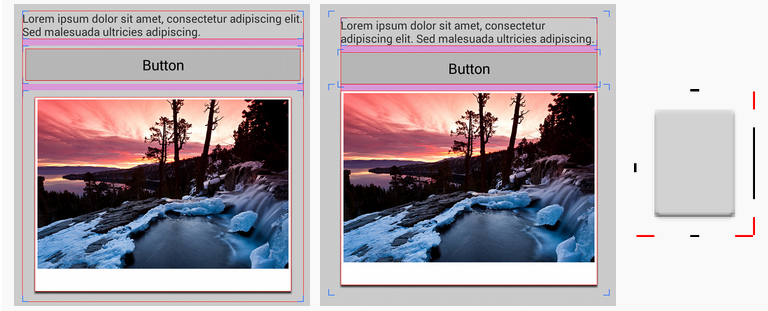 Lorem ipsum dolor sit amet, consectetur adipiscing elit.
Sed malesuada ultricies adipiscing.
Button
Lorem ipsum dolor sit amet, consectetur
adipiscing elit. Sed malesuada ultricies adipiscing.
Button